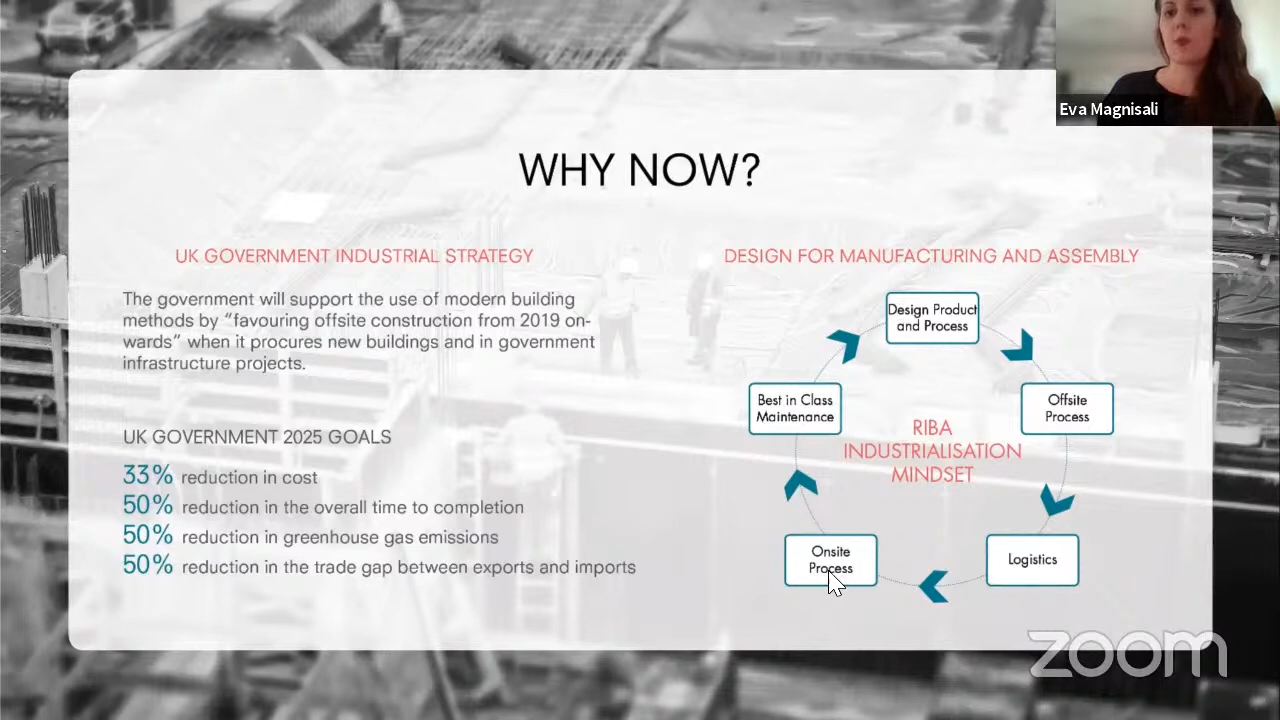 Eva Magnisali
WHY NOW?
UK GOVERNMENT INDUSTRIAL STRATEGY
The government will support the use of modern building
methods by “favouring offsite construction from 2019 on-
wards” when it procures new buildings and in government
infrastructure projects.
UK GOVERNMENT 2025 GOALS
33% reduction in cost
50% reduction in the overall time to completion
50% reduction in greenhouse gas emissions
50% reduction in the trade gap between exports and imports
DESIGN FOR MANUFACTURING AND ASSEMBLY
Design Product
and Process
Offsite
Process
Logistics
Onsite
Process
Best in Class
Maintenance
RIBA
INDUSTRIALISATION
MINDSET
zoom